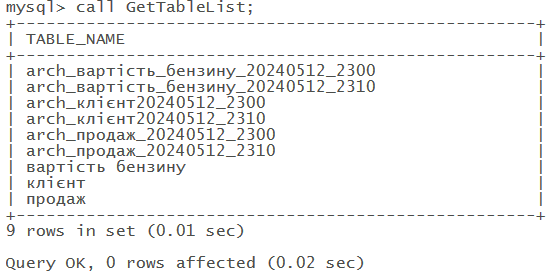 mysql> call GetTableList;
+-----------------------------------------------+
| TABLE_NAME                                    |
+-----------------------------------------------+
| arch_вартість_бензину_20240512_2300           |
| arch_вартість_бензину_20240512_2310           |
| arch_клієнт20240512_2300                      |
| arch_клієнт20240512_2310                      |
| arch_продаж_20240512_2300                     |
| arch_продаж_20240512_2310                     |
| вартість бензину                              |
| клієнт                                        |
| продаж                                        |
+-----------------------------------------------+
9 rows in set (0.01 sec)
Query OK, 0 rows affected (0.02 sec)